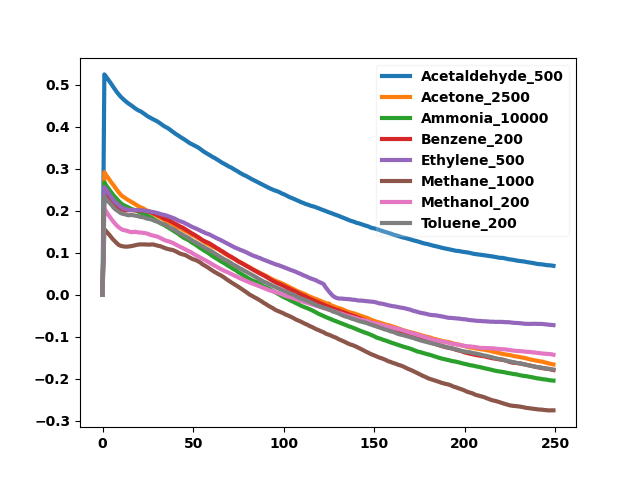 0.5
0.4
0.3
0.2
0.1
0.0
−0.1
−0.2
−0.3
0 50 100 150 200 250
Acetaldehyde_500
Acetone_2500
Ammonia_10000
Benzene_200
Ethylene_500
Methane_1000
Methanol_200
Toluene_200